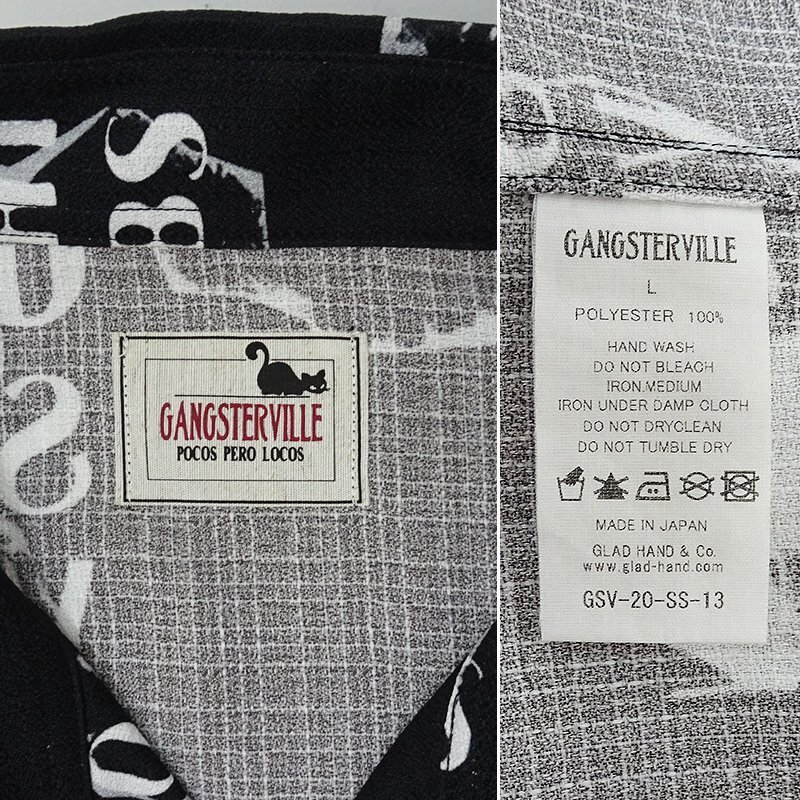 S
B
GANGSTERVILLE
POCOS PERO LOCOS
GANGSTERVILLE
L
POLYESTER 100%
HAND WASH
DO NOT BLEACH
IRON.MEDIUM
IRON UNDER DAMP CLOTH
DO NOT DRYCLEAN
DO NOT TUMBLE DRY
MADE IN JAPAN
GLAD HAND & Co.
www.glad-hand.com
GSV-20-SS-13